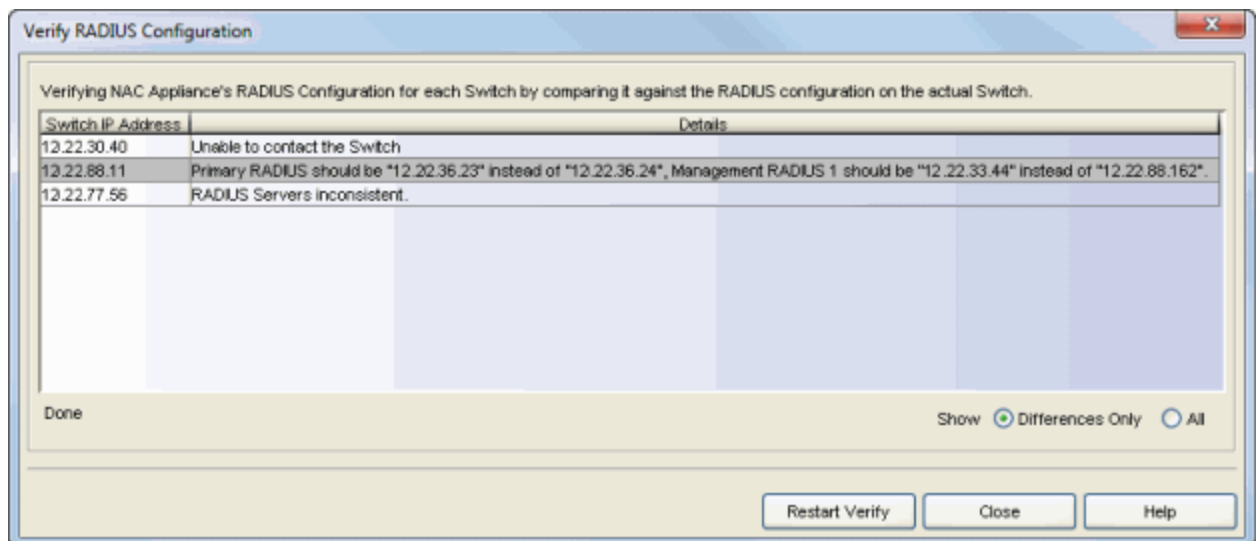 Verify RADIUS Configuration
Verifying NAC Appliance's RADIUS Configuration for each Switch by comparing it against the RADIUS configuration on the actual Switch.
Switch IP Address Details
12.22.30.40 Unable to contact the Switch
12.22.88.11 Primary RADIUS should be "12.22.36.23" instead of "12.22.36.24", Management RADIUS 1 should be "12.22.33.44" instead of "12.22.88.162".
12.22.77.56 RADIUS Servers inconsistent.
Done Show Differences Only All
Restart Verify Close Help